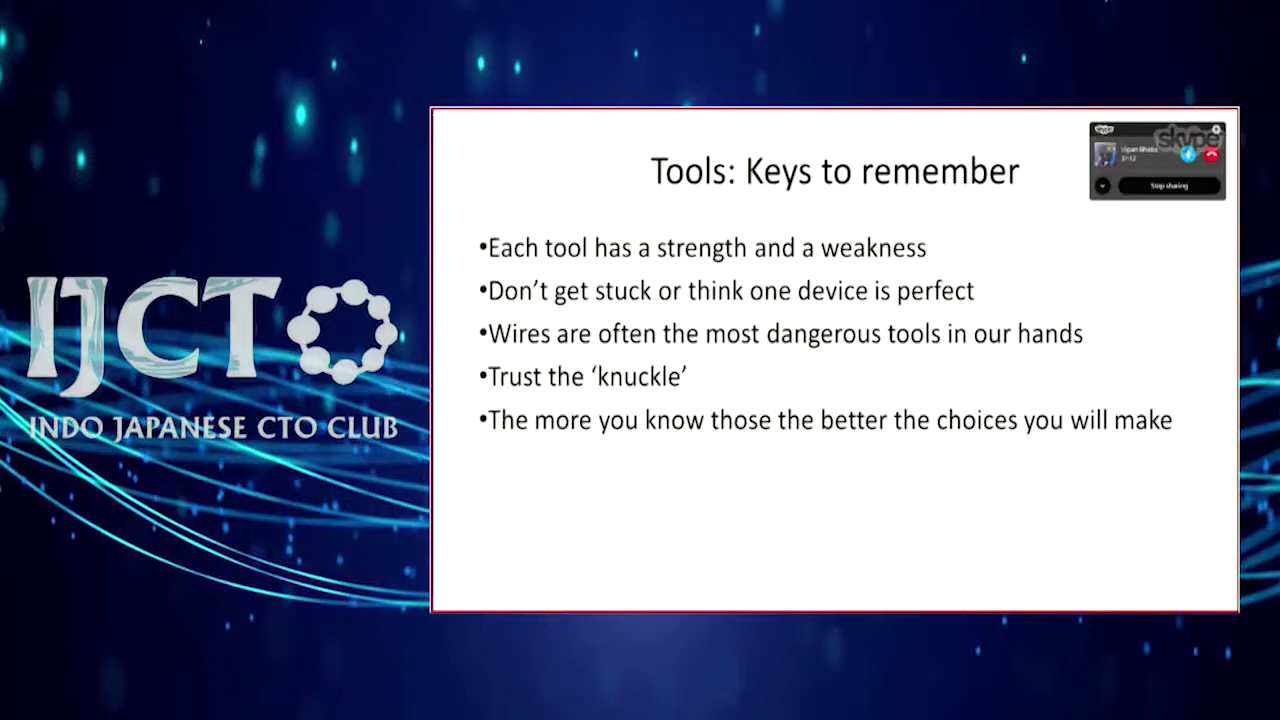 IJCTO
INDO JAPANESE CTO CLUB
Tools: Keys to remember
skype
Stop sharing
•Each tool has a strength and a weakness
•Don’t get stuck or think one device is perfect
•Wires are often the most dangerous tools in our hands
•Trust the ‘knuckle’
•The more you know those the better the choices you will make